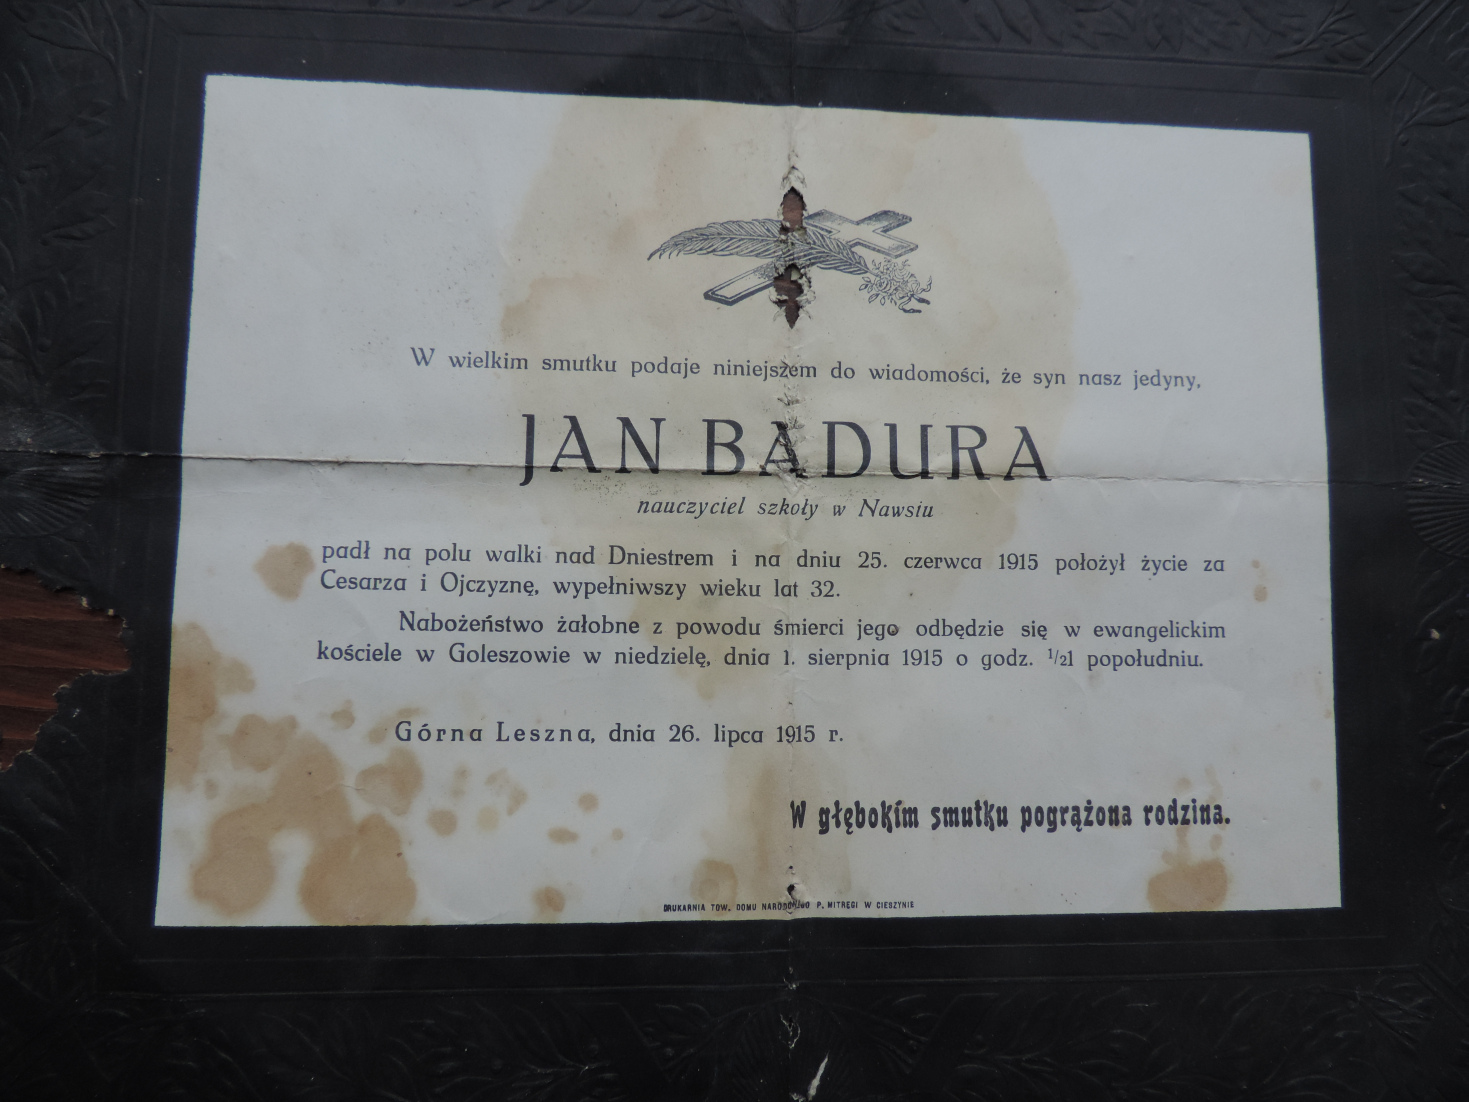 W wielkim smutku podaje niniejszem do wiadomości, że syn nasz jedyny,
JAN BADURA
nauczyciel szkoły w Nawsiu
padł na polu walki nad Dniestrem i na dniu 25. czerwca 1915 położył życie za
Cesarza i Ojczyznę, wypełniwszy wieku lat 32.
Nabożeństwo żałobne z powodu śmierci jego odbędzie się w ewangelickim
kościele w Goleszowie w niedzielę, dnia 1. sierpnia 1915 o godz. ½1 popołudniu.
Górna Leszna, dnia 26. lipca 1915 r.
W głębokim smutku pogrążona rodzina.
DRUKARNIA TOW. DOMU NARODOWEGO P. MITRĘGI W CIESZYNIE